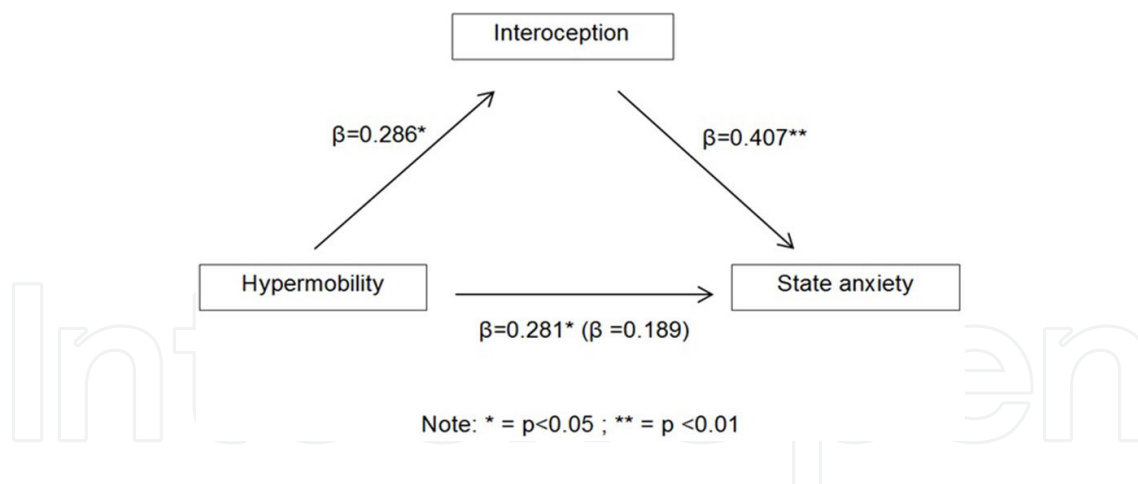 Interoception
β=0.286*
β=0.407**
Hypermobility
State anxiety
β=0.281* (β =0.189)
Note: * = p<0.05 ; ** = p <0.01